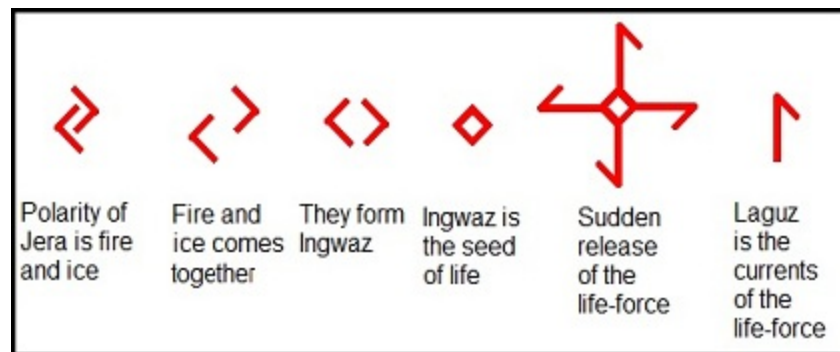 Polarity of
Jera is fire
and ice
Fire and
ice comes
together
They form
Ingwaz
Ingwaz is
the seed
of life
Sudden
release
of the
life-force
Laguz
is the
currents
of the
life-force